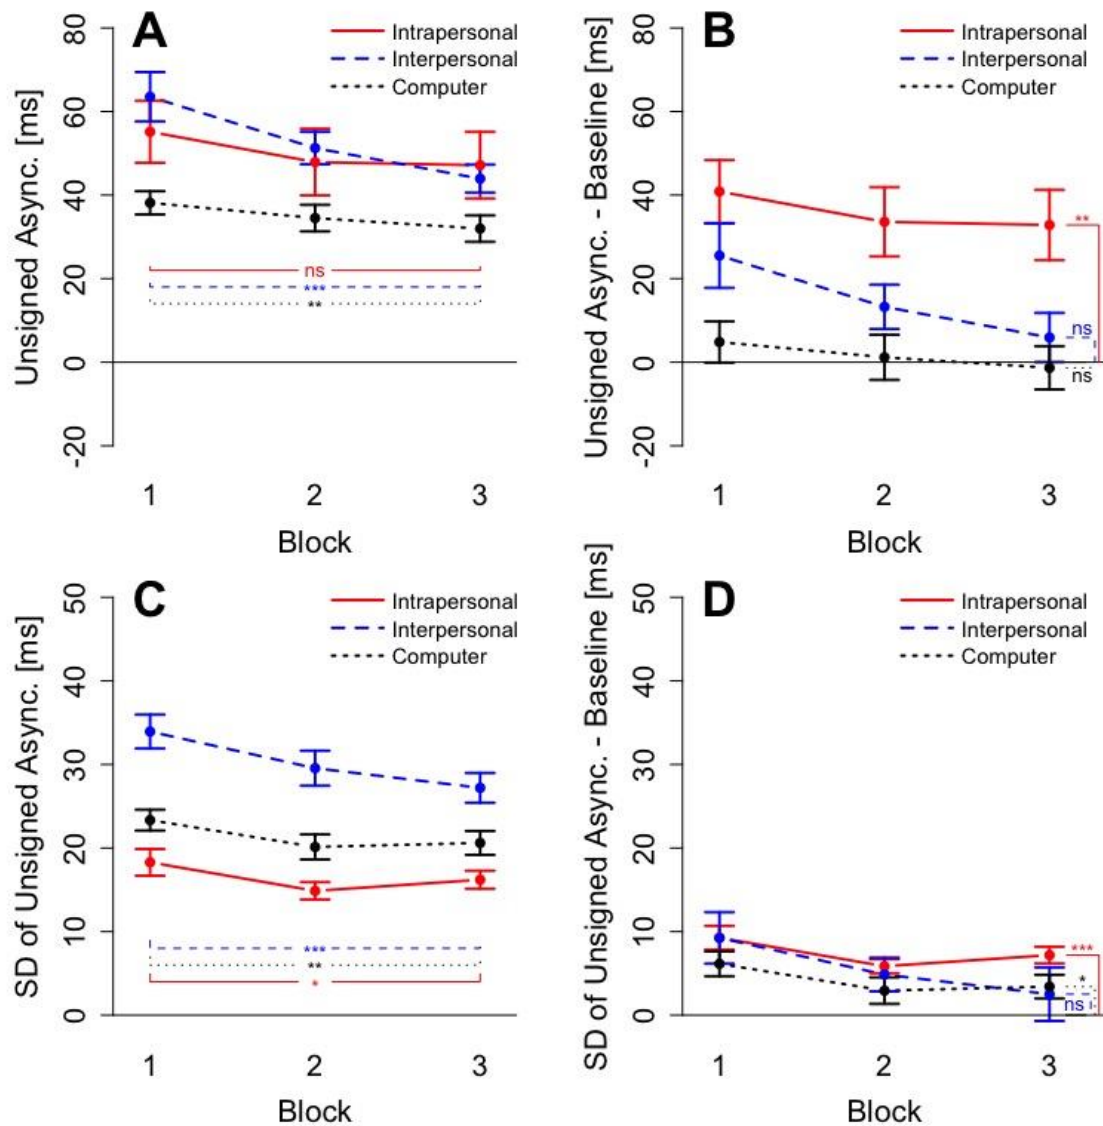 A
Intrapersonal
Interpersonal
Computer
Unsigned Async. [ms]
80
60
40
20
0
-20
ns
***
**
1 2 3
Block
B
Intrapersonal
Interpersonal
Computer
Unsigned Async. - Baseline [ms]
80
60
40
20
0
-20
**
ns
ns
1 2 3
Block
C
Intrapersonal
Interpersonal
Computer
SD of Unsigned Async. [ms]
50
40
30
20
10
0
***
**
*
1 2 3
Block
D
Intrapersonal
Interpersonal
Computer
SD of Unsigned Async. - Baseline [ms]
50
40
30
20
10
0
***
*
ns
1 2 3
Block